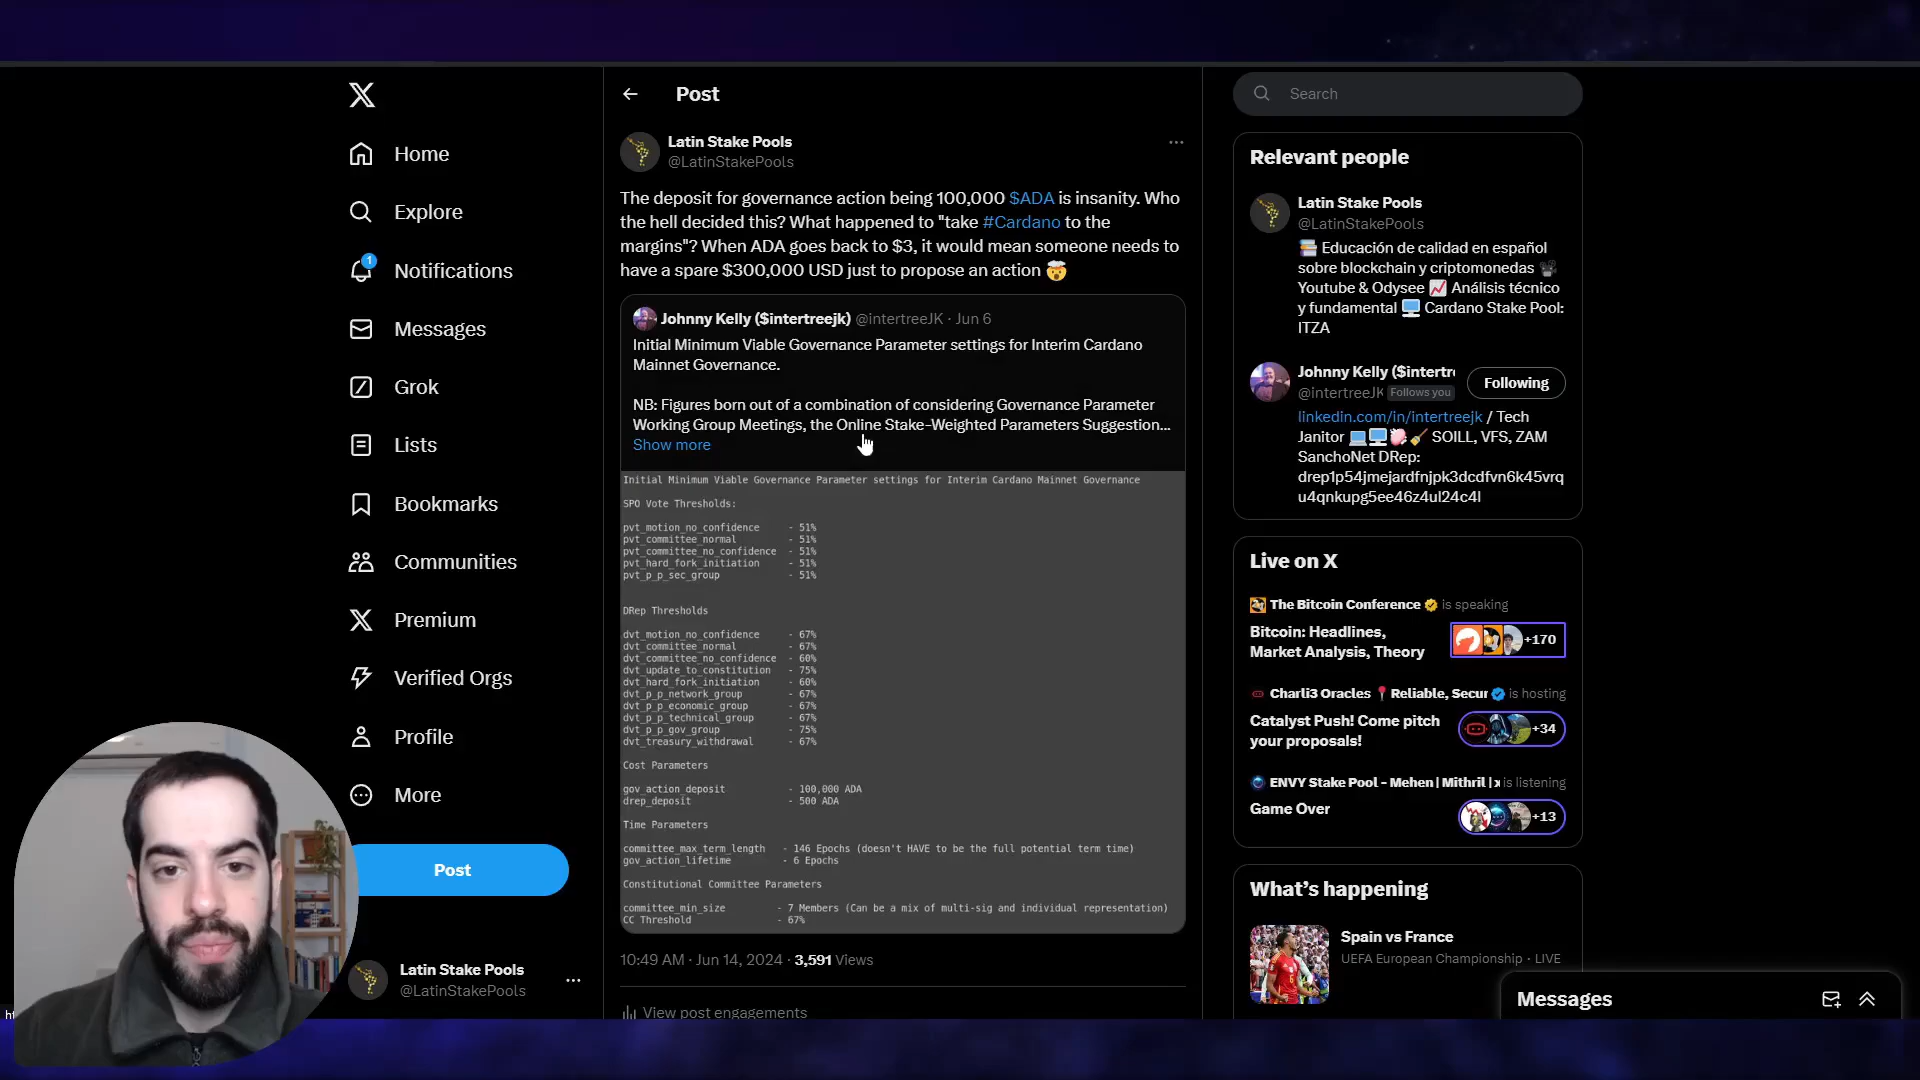 Home
Explore
1
Notifications
Messages
Grok
Lists
Bookmarks
Communities
Premium
Verified Orgs
Profile
More
Post
Latin Stake Pools
@LatinStakePools
Post
Latin Stake Pools
@LatinStakePools
The deposit for governance action being 100,000 $ADA is insanity. Who
the hell decided this? What happened to "take #Cardano to the
margins"? When ADA goes back to $3, it would mean someone needs to
have a spare $300,000 USD just to propose an action 🤯
Johnny Kelly ($intertreejk) @intertreeJK · Jun 6
Initial Minimum Viable Governance Parameter settings for Interim Cardano
Mainnet Governance.
NB: Figures born out of a combination of considering Governance Parameter
Working Group Meetings, the Online Stake-Weighted Parameters Suggestion...
Show more
Initial Minimum Viable Governance Parameter settings for Interim Cardano Mainnet Governance
SPO Vote Thresholds:
pvt_motion_no_confidence - 51%
pvt_committee_normal - 51%
pvt_committee_no_confidence - 51%
pvt_hard_fork_initiation - 51%
pvt_p_p_sec_group - 51%
DRep Thresholds
dvt_motion_no_confidence - 67%
dvt_committee_normal - 67%
dvt_committee_no_confidence - 60%
dvt_update_to_constitution - 75%
dvt_hard_fork_initiation - 60%
dvt_p_p_network_group - 67%
dvt_p_p_economic_group - 67%
dvt_p_p_technical_group - 67%
dvt_p_p_gov_group - 75%
dvt_treasury_withdrawal - 67%
Cost Parameters
gov_action_deposit - 100,000 ADA
drep_deposit - 500 ADA
Time Parameters
committee_max_term_length - 146 Epochs (doesn't HAVE to be the full potential term time)
gov_action_lifetime - 6 Epochs
Constitutional Committee Parameters
committee_min_size - 7 Members (Can be a mix of multi-sig and individual representation)
CC Threshold - 67%
10:49 AM · Jun 14, 2024 · 3,591 Views
View post engagements
Search
Relevant people
Latin Stake Pools
@LatinStakePools
📚 Educación de calidad en español
sobre blockchain y criptomonedas 📽
Youtube & Odysee 📈 Análisis técnico
y fundamental 🖥 Cardano Stake Pool:
ITZA
Johnny Kelly ($intertr
@intertreeJK Follows you
Following
linkedin.com/in/intertreejk / Tech
Janitor 💻🖥🧠🧹 SOILL, VFS, ZAM
SanchoNet DRep:
drep1p54jmejardfnjpk3dcdfvn6k45vrq
u4qnkupg5ee46z4ul24c4l
Live on X
The Bitcoin Conference is speaking
Bitcoin: Headlines,
Market Analysis, Theory
+170
Charli3 Oracles 📍Reliable, Secur is hosting
Catalyst Push! Come pitch
your proposals!
+34
ENVY Stake Pool - Mehen | Mithril | is listening
Game Over
+13
What's happening
Spain vs France
UEFA European Championship · LIVE
Messages